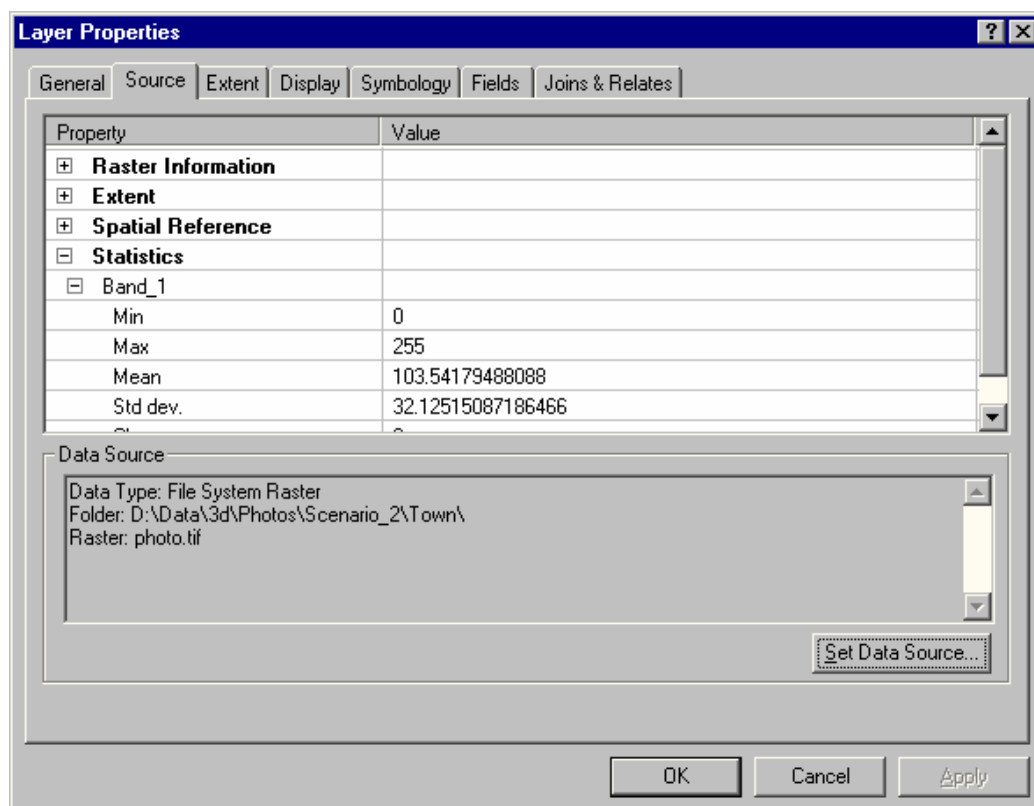 Layer Properties
General Source Extent Display Symbology Fields Joins & Relates
Property Value
Raster Information
Extent
Spatial Reference
Statistics
Band_1
Min 0
Max 255
Mean 103.54179488088
Std dev. 32.12515087186466
Data Source
Data Type: File System Raster
Folder: D:\Data\3d\Photos\Scenario_2\Town\
Raster: photo.tif
Set Data Source...
OK Cancel Apply